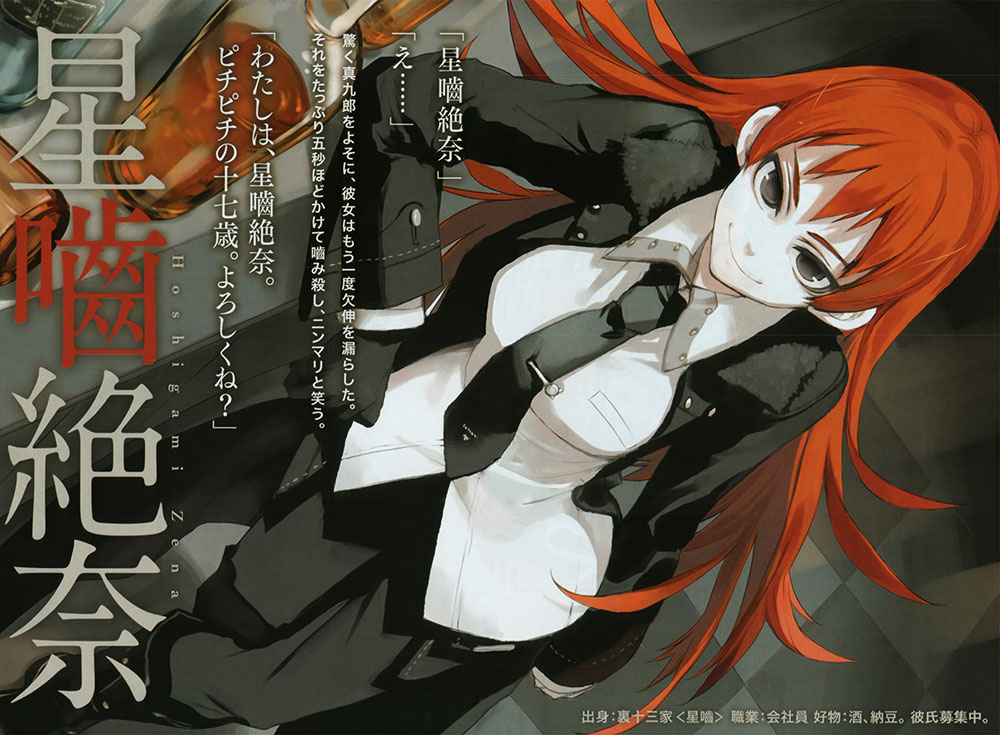 「星嚙絶奈」
「え……」
驚く真九郎をよそに、彼女はもう一度欠伸を漏らした。
それをたっぷり五秒ほどかけて嚙み殺し、ニンマリと笑う。
「わたしは、星嚙絶奈。
ピチピチの十七歳。よろしくね？」
Hoshigami Zena
星嚙絶奈
出身：裏十三家＜星嚙＞ 職業：会社員 好物：酒、納豆。彼氏募集中。